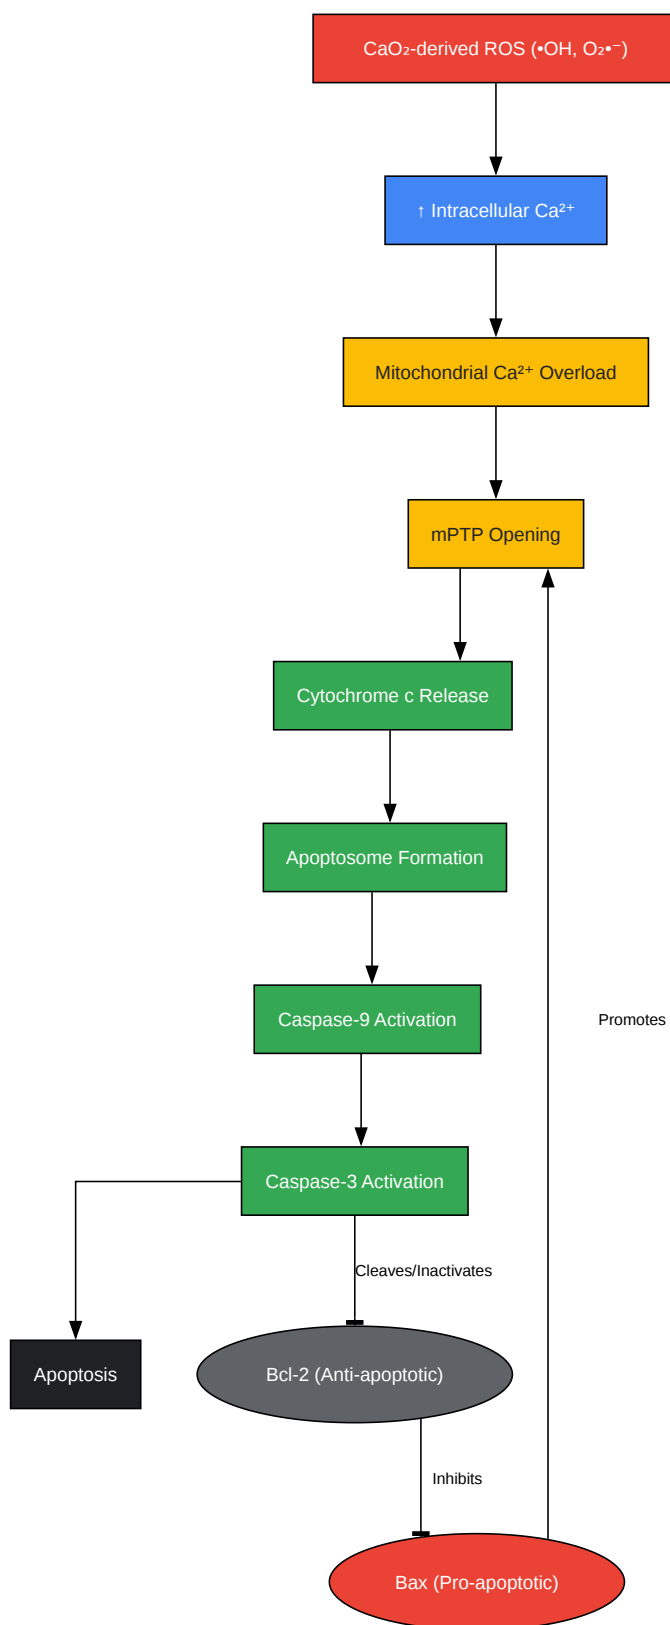 CaO₂-derived ROS (•OH, O₂•⁻)
↑ Intracellular Ca²⁺
Mitochondrial Ca²⁺ Overload
mPTP Opening
Cytochrome c Release
Apoptosome Formation
Caspase-9 Activation
Promotes
Caspase-3 Activation
Cleaves/Inactivates
Apoptosis
Bcl-2 (Anti-apoptotic)
Inhibits
Bax (Pro-apoptotic)